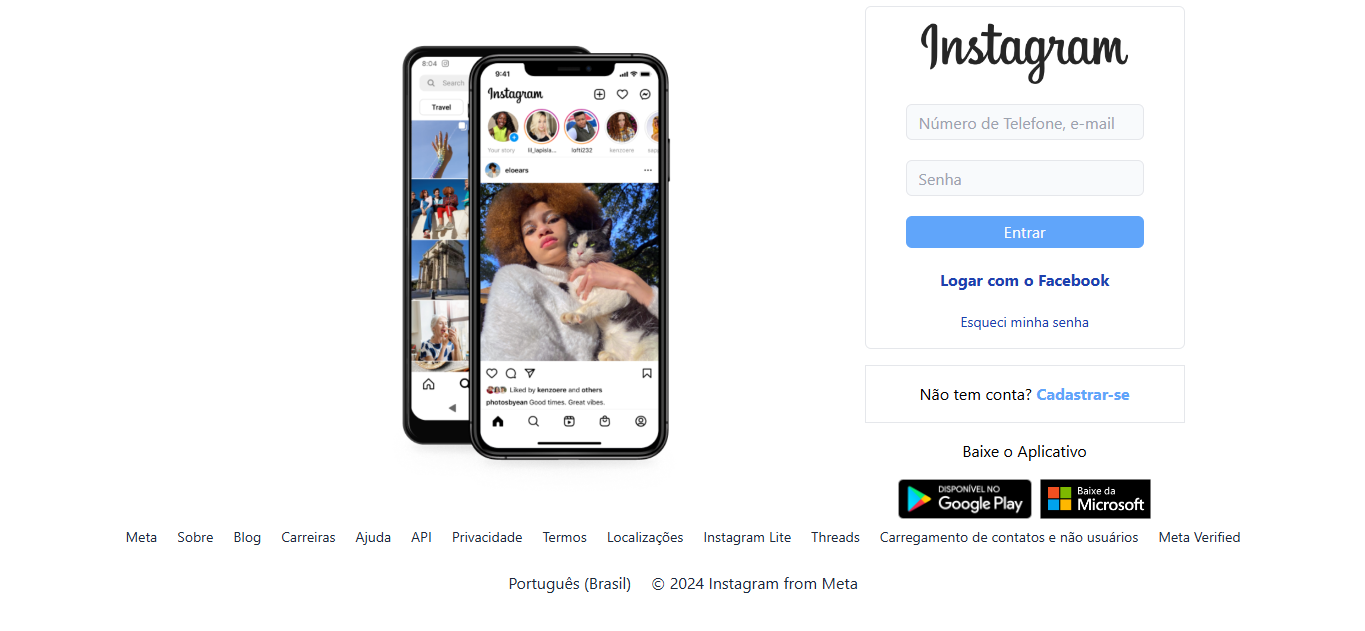 8:04
Search
Travel
9:41
Instagram
Your story
lil_lapisla...
lofti232
kenzoere
eloears
Liked by kenzoere and others
photosbyean Good times. Great vibes.
Instagram
Número de Telefone, e-mail
Senha
Entrar
Logar com o Facebook
Esqueci minha senha
Não tem conta? Cadastrar-se
Baixe o Aplicativo
DISPONÍVEL NO
Google Play
Baixe da
Microsoft
Meta Sobre Blog Carreiras Ajuda API Privacidade Termos Localizações Instagram Lite Threads Carregamento de contatos e não usuários Meta Verified
Português (Brasil) © 2024 Instagram from Meta